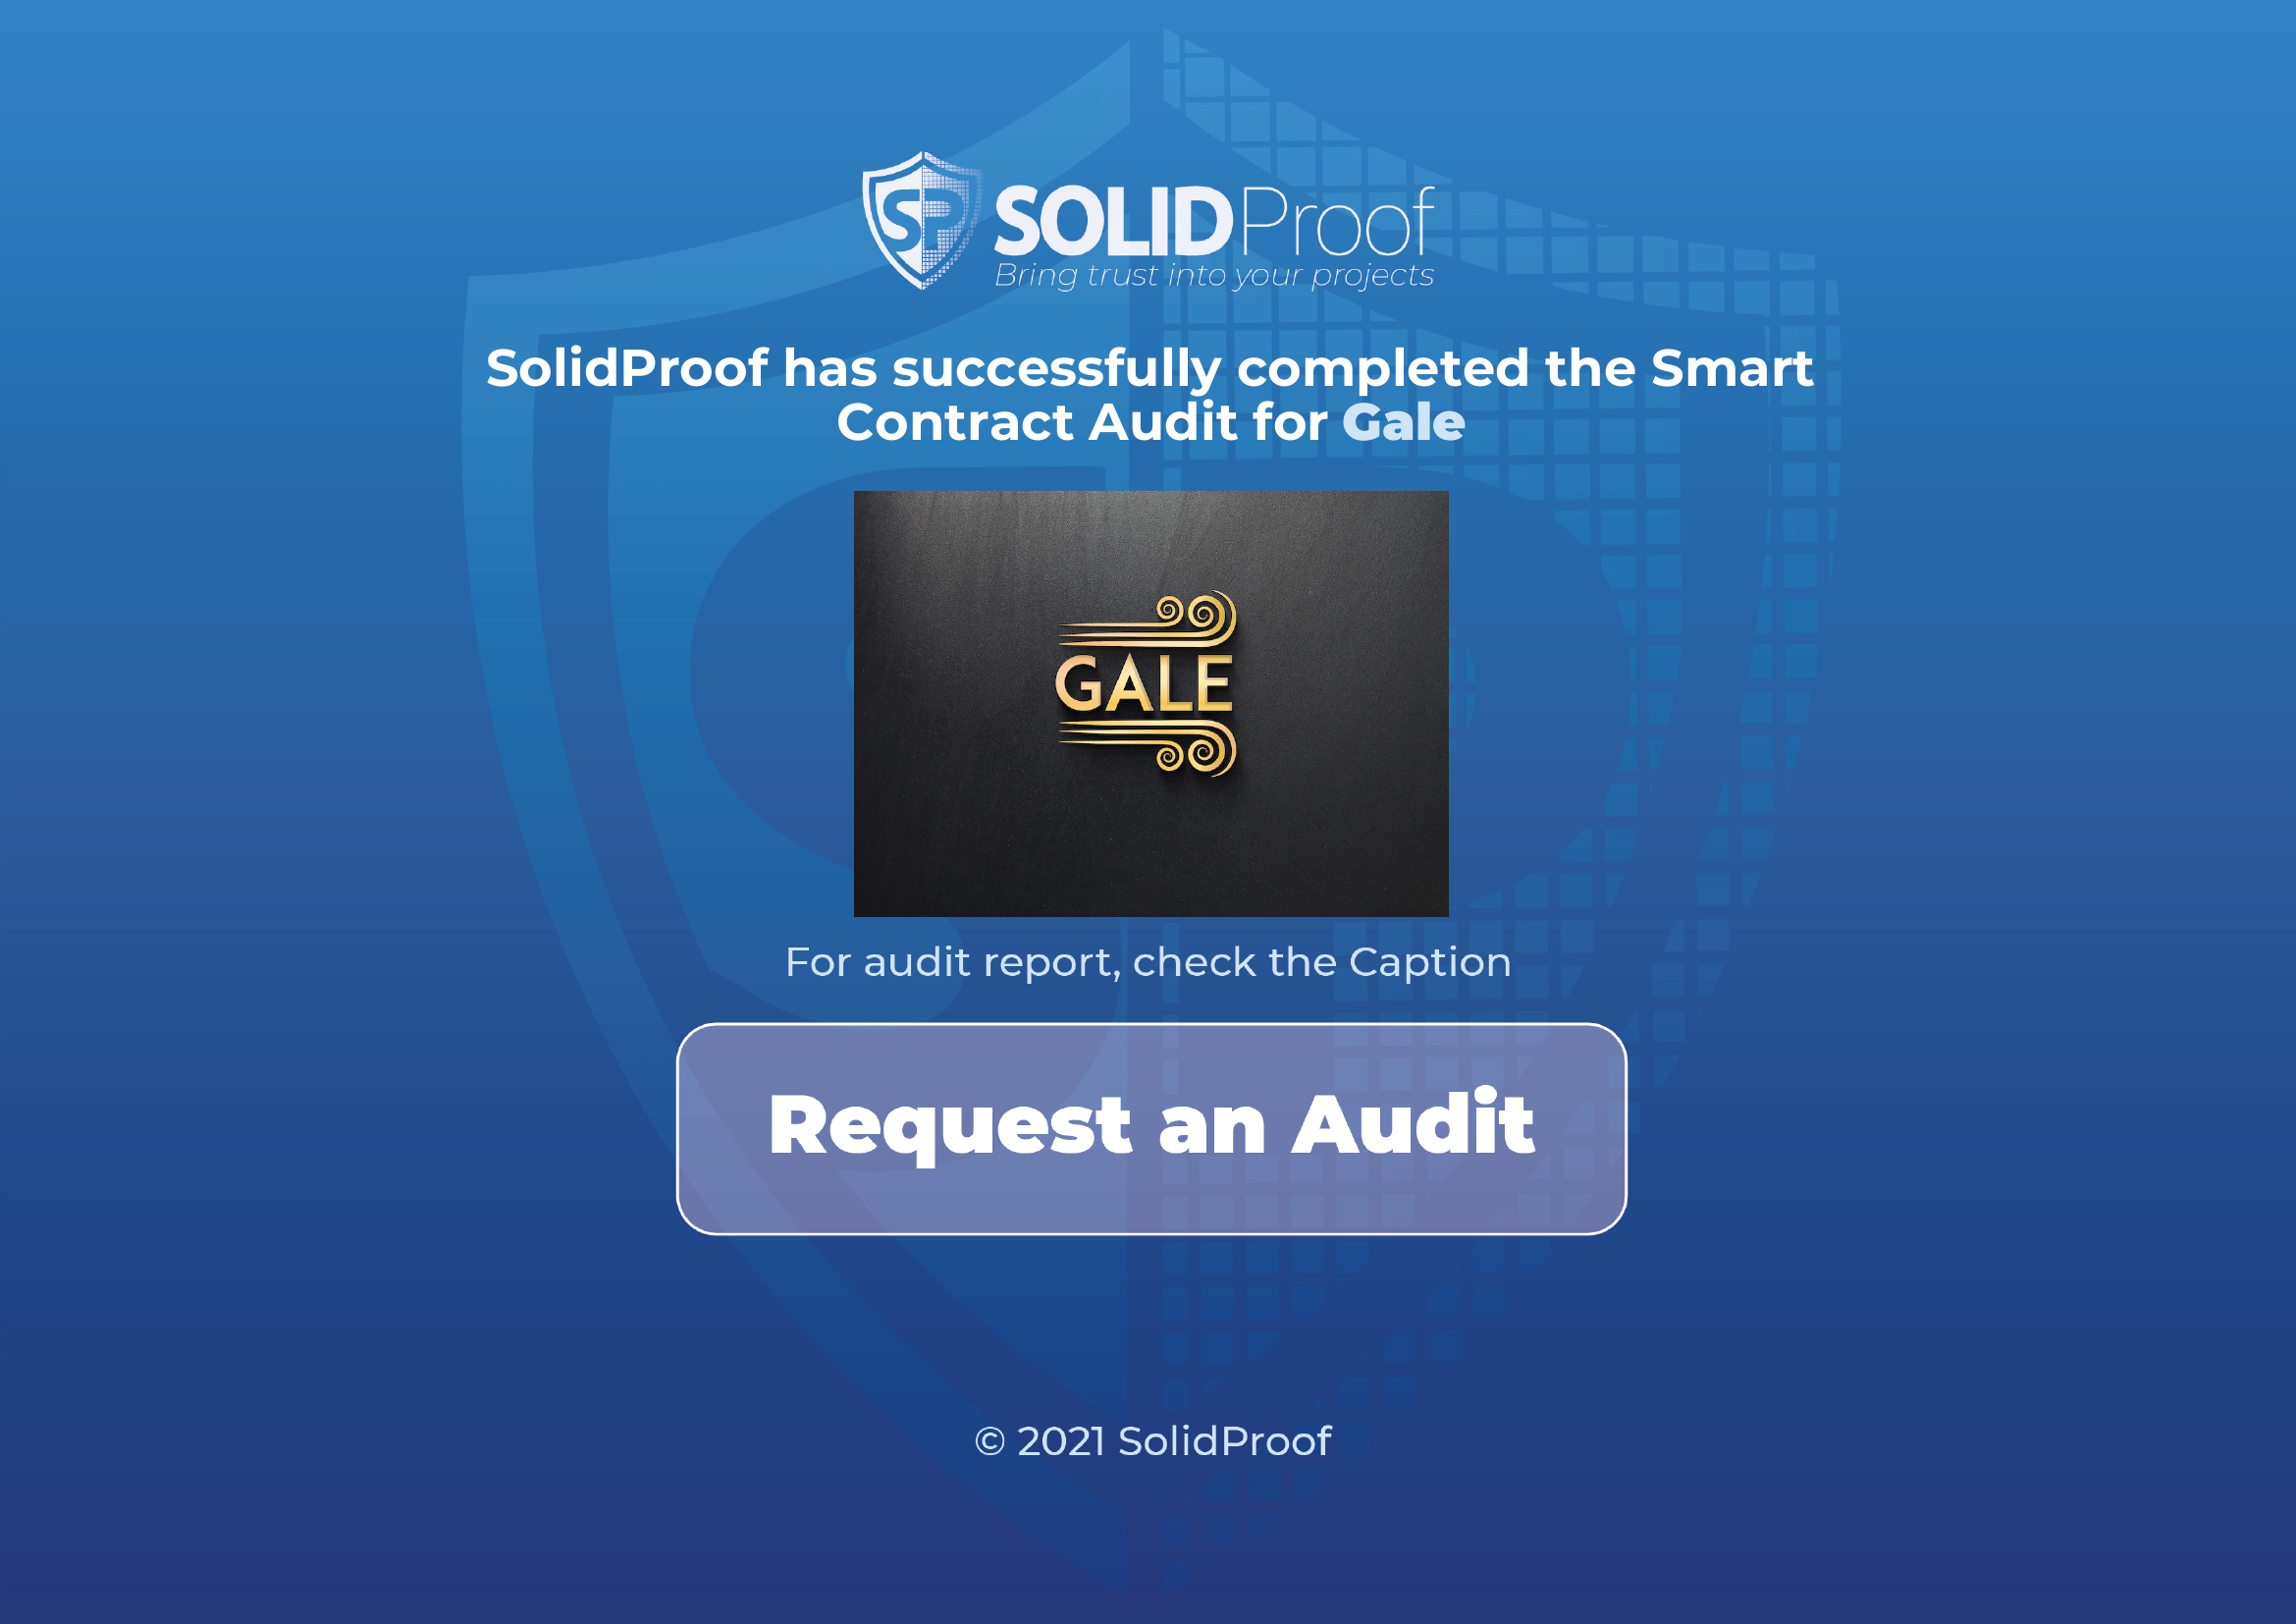 SP SOLIDProof
Bring trust into your projects
SolidProof has successfully completed the Smart
Contract Audit for Gale
GALE
For audit report, check the Caption
Request an Audit
© 2021 SolidProof